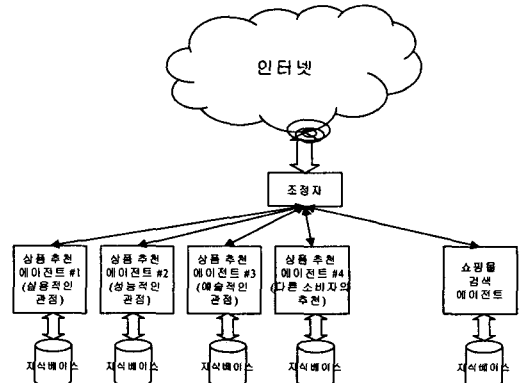 인터넷
조정자
상품 추천
에이전트 #1
(실용적인
관점)
상품 추천
에이전트 #2
(성능적인
관점)
상품 추천
에이전트 #3
(예술적인
관점)
상품 추천
에이전트 #4
(다른 소비자의
추천)
쇼핑몰
검색
에이전트
지식베이스
지식베이스
지식베이스
지식베이스
지식베이스